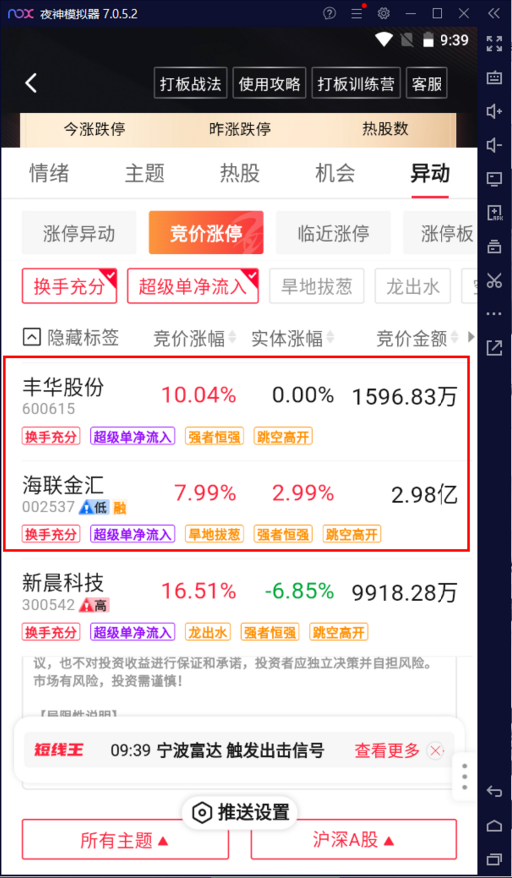 nox 夜神模拟器 7.0.5.2
9:39
打板战法 使用攻略 打板训练营 客服
今涨跌停 昨涨跌停 热股数
情绪 主题 热股 机会 异动
涨停异动 竞价涨停 临近涨停 涨停板
换手充分 超级单净流入 旱地拔葱 龙出水
隐藏标签 竞价涨幅 实体涨幅 竞价金额
丰华股份 10.04% 0.00% 1596.83万
600615
换手充分 超级单净流入 强者恒强 跳空高开
海联金汇 7.99% 2.99% 2.98亿
002537 低 融
换手充分 超级单净流入 旱地拔葱 强者恒强 跳空高开
新晨科技 16.51% -6.85% 9918.28万
300542 高
换手充分 超级单净流入 龙出水 强者恒强 跳空高开
议，也不对投资收益进行保证和承诺，投资者应独立决策并自担风险。
市场有风险，投资需谨慎！
短线王 09:39 宁波富达 触发出击信号 查看更多
推送设置
所有主题 沪深A股